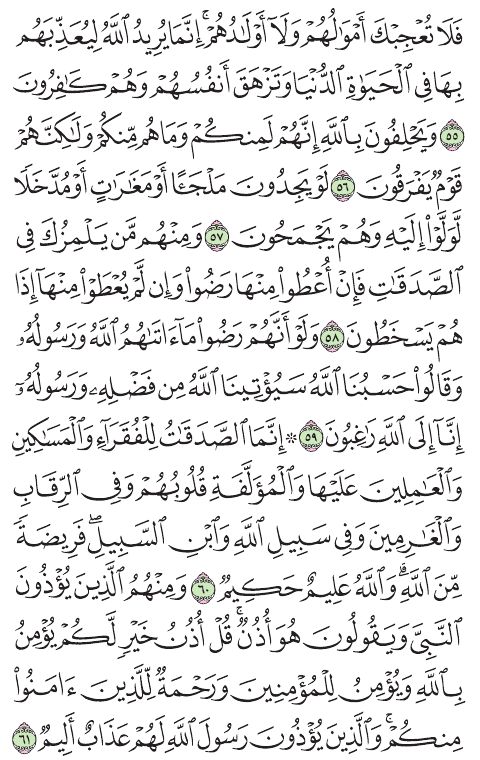 فَلَا تُعْجِبْكَ أَمْوَٰلُهُمْ وَلَآ أَوْلَٰدُهُمْ ۚ إِنَّمَا يُرِيدُ ٱللَّهُ لِيُعَذِّبَهُم
بِهَا فِى ٱلْحَيَوٰةِ ٱلدُّنْيَا وَتَزْهَقَ أَنفُسُهُمْ وَهُمْ كَٰفِرُونَ
٥٥ وَيَحْلِفُونَ بِٱللَّهِ إِنَّهُمْ لَمِنكُمْ وَمَا هُم مِّنكُمْ وَلَٰكِنَّهُمْ
قَوْمٌ يَفْرَقُونَ ٥٦ لَوْ يَجِدُونَ مَلْجَـًٔا أَوْ مَغَٰرَٰتٍ أَوْ مُدَّخَلًا
لَّوَلَّوْا۟ إِلَيْهِ وَهُمْ يَجْمَحُونَ ٥٧ وَمِنْهُم مَّن يَلْمِزُكَ فِى
ٱلصَّدَقَٰتِ فَإِنْ أُعْطُوا۟ مِنْهَا رَضُوا۟ وَإِن لَّمْ يُعْطَوْا۟ مِنْهَآ إِذَا
هُمْ يَسْخَطُونَ ٥٨ وَلَوْ أَنَّهُمْ رَضُوا۟ مَآ ءَاتَىٰهُمُ ٱللَّهُ وَرَسُولُهُۥ
وَقَالُوا۟ حَسْبُنَا ٱللَّهُ سَيُؤْتِينَا ٱللَّهُ مِن فَضْلِهِۦ وَرَسُولُهُۥٓ
إِنَّآ إِلَى ٱللَّهِ رَٰغِبُونَ ٥٩ ۞ إِنَّمَا ٱلصَّدَقَٰتُ لِلْفُقَرَآءِ وَٱلْمَسَٰكِينِ
وَٱلْعَٰمِلِينَ عَلَيْهَا وَٱلْمُؤَلَّفَةِ قُلُوبُهُمْ وَفِى ٱلرِّقَابِ
وَٱلْغَٰرِمِينَ وَفِى سَبِيلِ ٱللَّهِ وَٱبْنِ ٱلسَّبِيلِ ۖ فَرِيضَةً
مِّنَ ٱللَّهِ ۗ وَٱللَّهُ عَلِيمٌ حَكِيمٌ ٦٠ وَمِنْهُمُ ٱلَّذِينَ يُؤْذُونَ
ٱلنَّبِىَّ وَيَقُولُونَ هُوَ أُذُنٌ ۚ قُلْ أُذُنُ خَيْرٍ لَّكُمْ يُؤْمِنُ
بِٱللَّهِ وَيُؤْمِنُ لِلْمُؤْمِنِينَ وَرَحْمَةٌ لِّلَّذِينَ ءَامَنُوا۟
مِنكُمْ ۚ وَٱلَّذِينَ يُؤْذُونَ رَسُولَ ٱللَّهِ لَهُمْ عَذَابٌ أَلِيمٌ ٦١